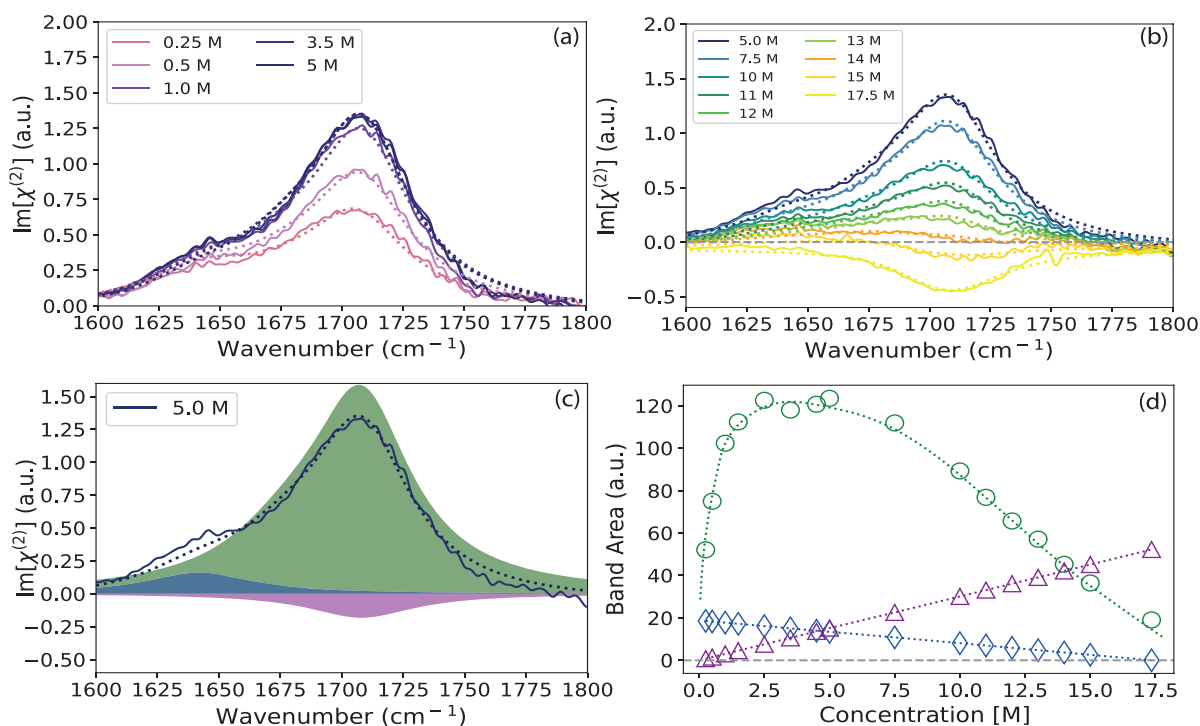 (a)
0.25 M
0.5 M
1.0 M
3.5 M
5 M
2.00
1.75
1.50
1.25
1.00
0.75
0.50
0.25
0.00
Im[χ(2)] (a.u.)
1600 1625 1650 1675 1700 1725 1750 1775 1800
Wavenumber (cm−1)
(b)
5.0 M
7.5 M
10 M
11 M
12 M
13 M
14 M
15 M
17.5 M
2.0
1.5
1.0
0.5
0.0
−0.5
Im[χ(2)] (a.u.)
1600 1625 1650 1675 1700 1725 1750 1775 1800
Wavenumber (cm−1)
(c)
5.0 M
1.50
1.25
1.00
0.75
0.50
0.25
0.00
−0.25
−0.50
Im[χ(2)] (a.u.)
1600 1625 1650 1675 1700 1725 1750 1775 1800
Wavenumber (cm−1)
(d)
120
100
80
60
40
20
0
Band Area (a.u.)
0.0 2.5 5.0 7.5 10.0 12.5 15.0 17.5
Concentration [M]